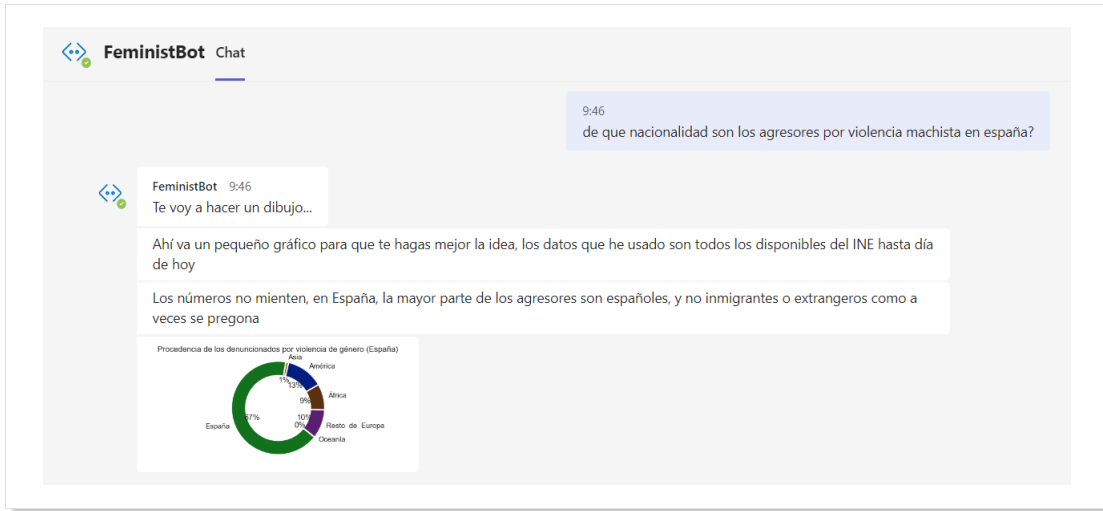 FeministBot Chat
9:46
de que nacionalidad son los agresores por violencia machista en españa?
FeministBot 9:46
Te voy a hacer un dibujo...
Ahí va un pequeño gráfico para que te hagas mejor la idea, los datos que he usado son todos los disponibles del INE hasta día
de hoy
Los números no mienten, en España, la mayor parte de los agresores son españoles, y no inmigrantes o extrangeros como a
veces se pregona
Procedencia de los denunciados por violencia de género (España)
Asia
América
1%
13%
África
9%
67%
10%
España
0%
Resto de Europa
Oceanía